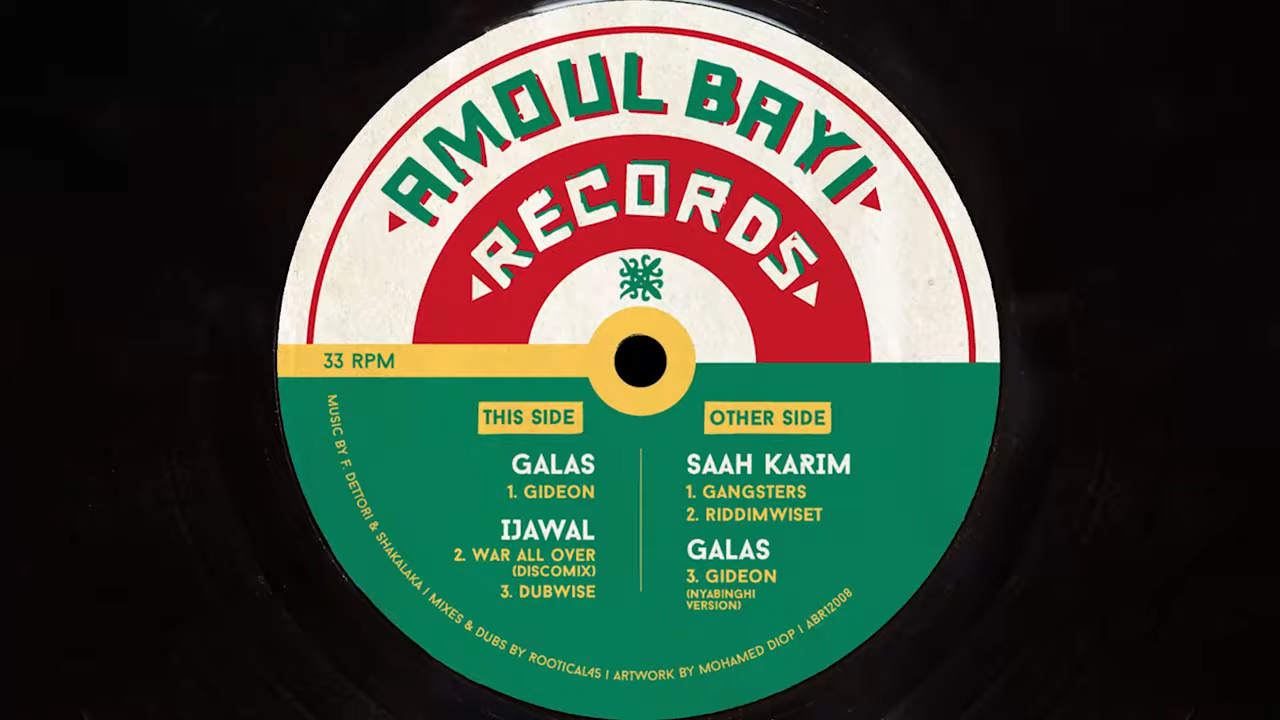 AMOUL BAYI
RECORDS
33 RPM
THIS SIDE
GALAS
1. GIDEON
IJAWAL
2. WAR ALL OVER
(DISCOMIX)
3. DUBWISE
OTHER SIDE
SAAH KARIM
1. GANGSTERS
2. RIDDIMWISET
GALAS
3. GIDEON
(NYABINGHI
VERSION)
MUSIC BY F. DETTORI & SHAKALAKA | MIXES & DUBS BY ROOTICAL45 | ARTWORK BY MOHAMED DIOP | ABR12008